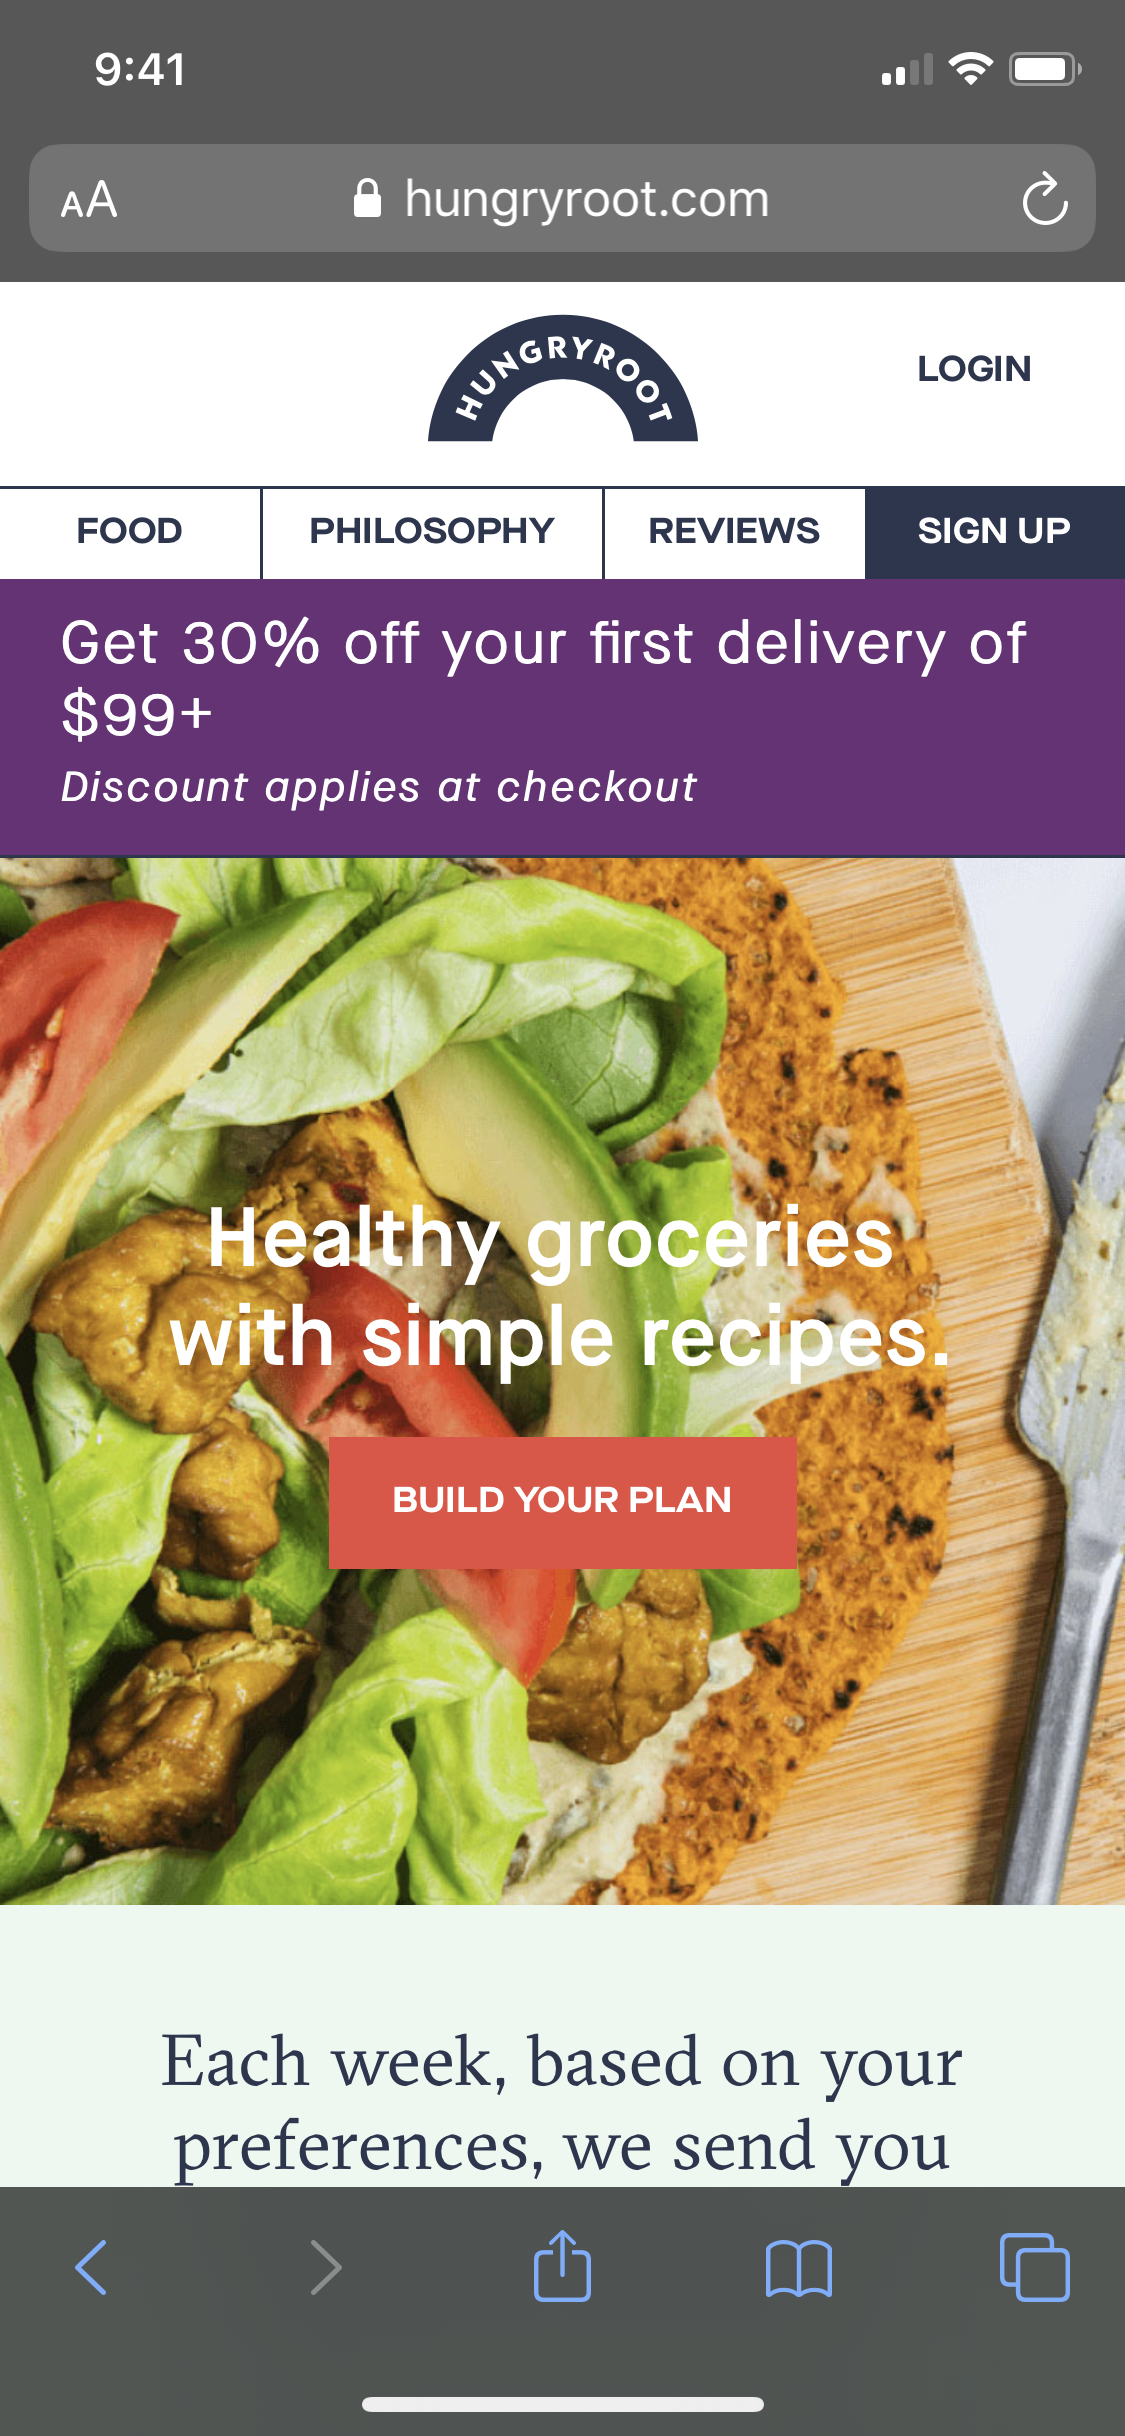 9:41
AA hungryroot.com
HUNGRYROOT
LOGIN
FOOD PHILOSOPHY REVIEWS SIGN UP
Get 30% off your first delivery of
$99+
Discount applies at checkout
Healthy groceries
with simple recipes.
BUILD YOUR PLAN
Each week, based on your
preferences, we send you